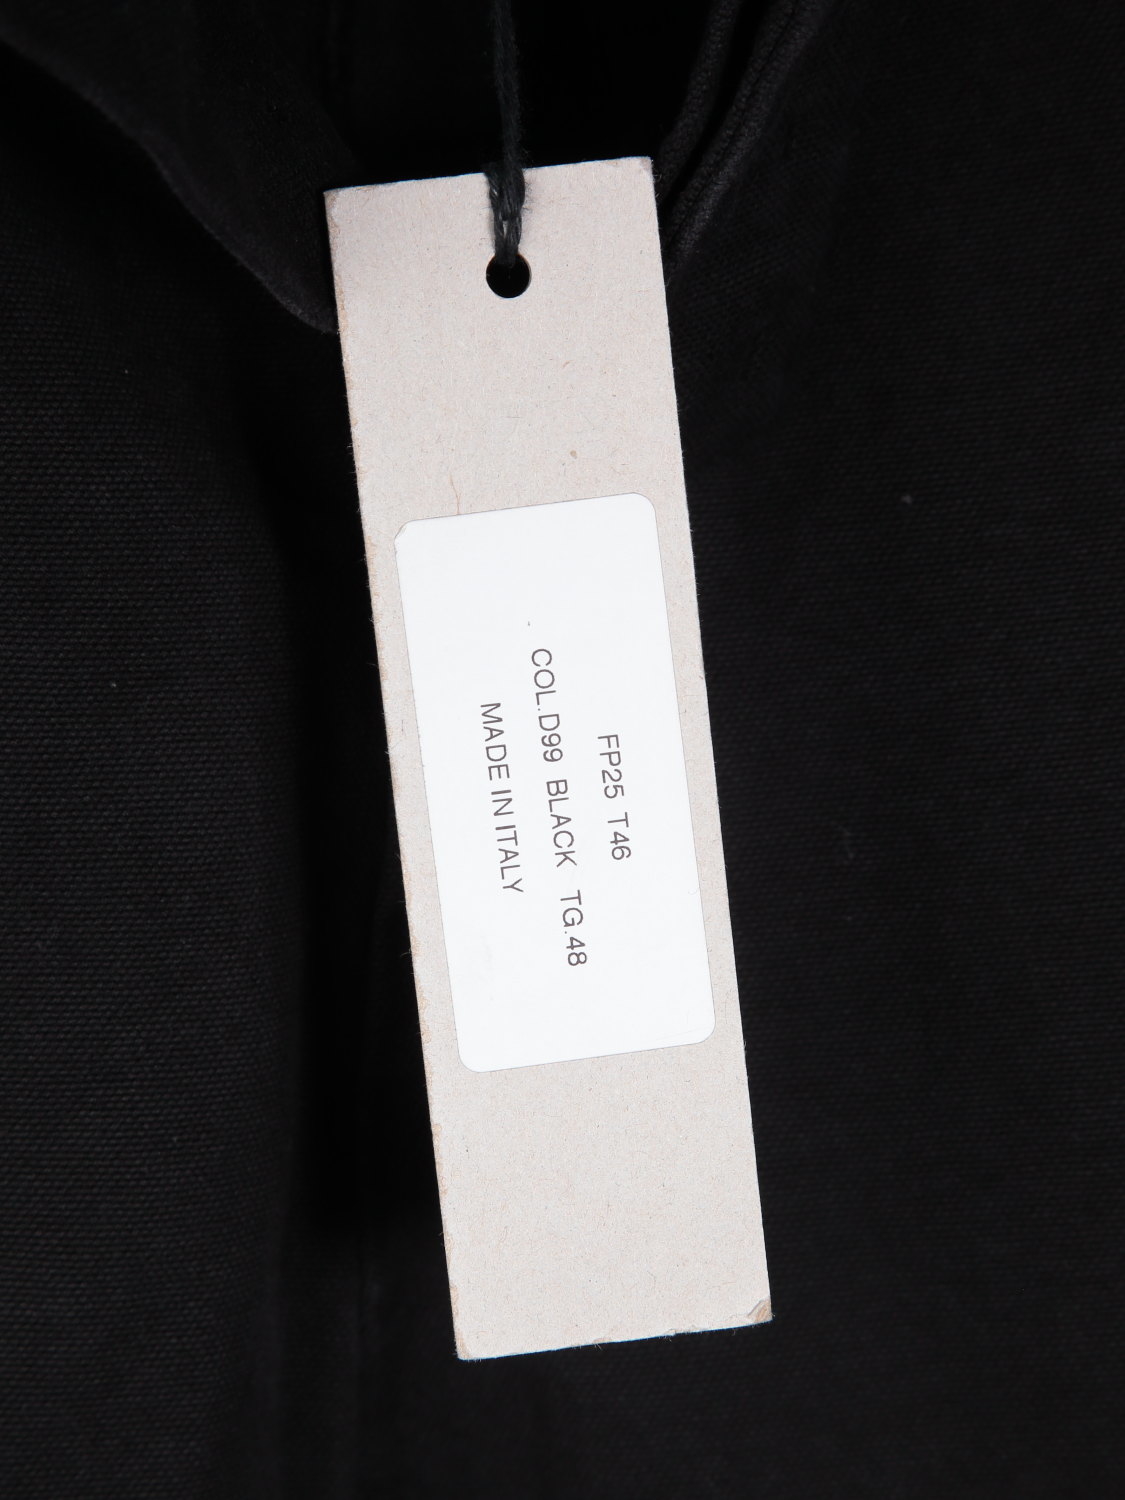 FP25 T46
COL.D99 BLACK TG.48
MADE IN ITALY